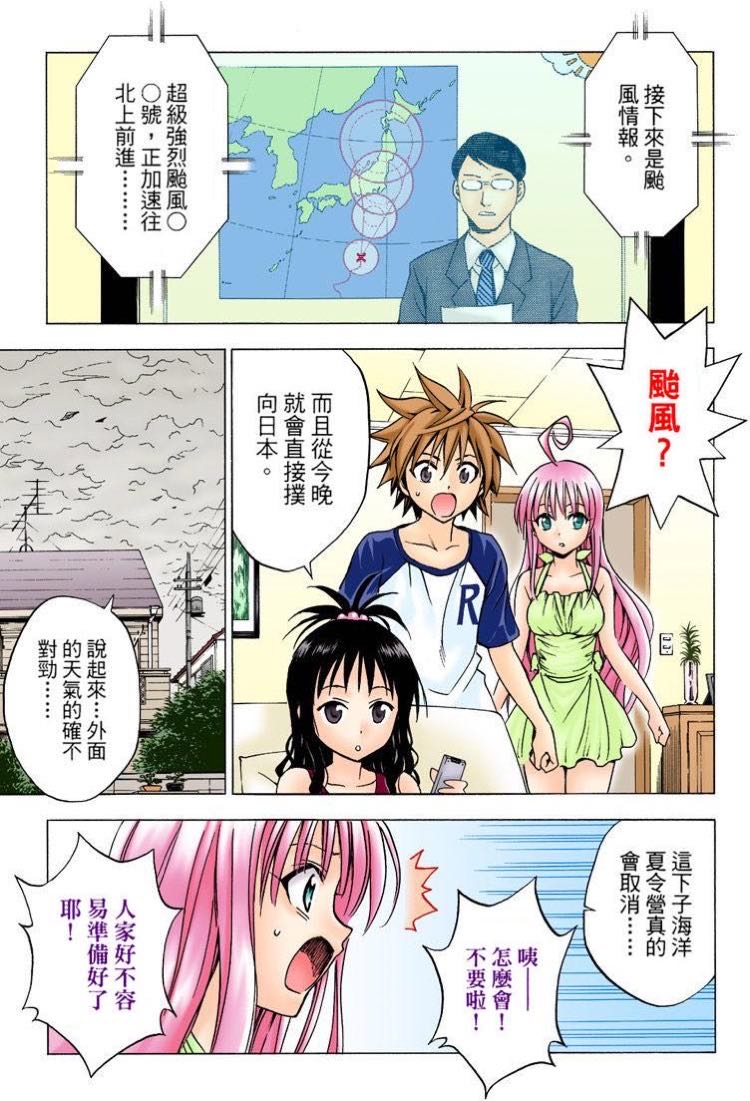 接下來是颱
風情報。
超級強烈颱風○
○號，正加速往
北上前進………
颱風？
而且從今晚
就會直接撲
向日本。
R
說起來…外面
的天氣的確不
對勁……
這下子海洋
夏令營真的
會取消……
咦——
怎麼會！
不要啦！
人家好不容
易準備好了
耶！